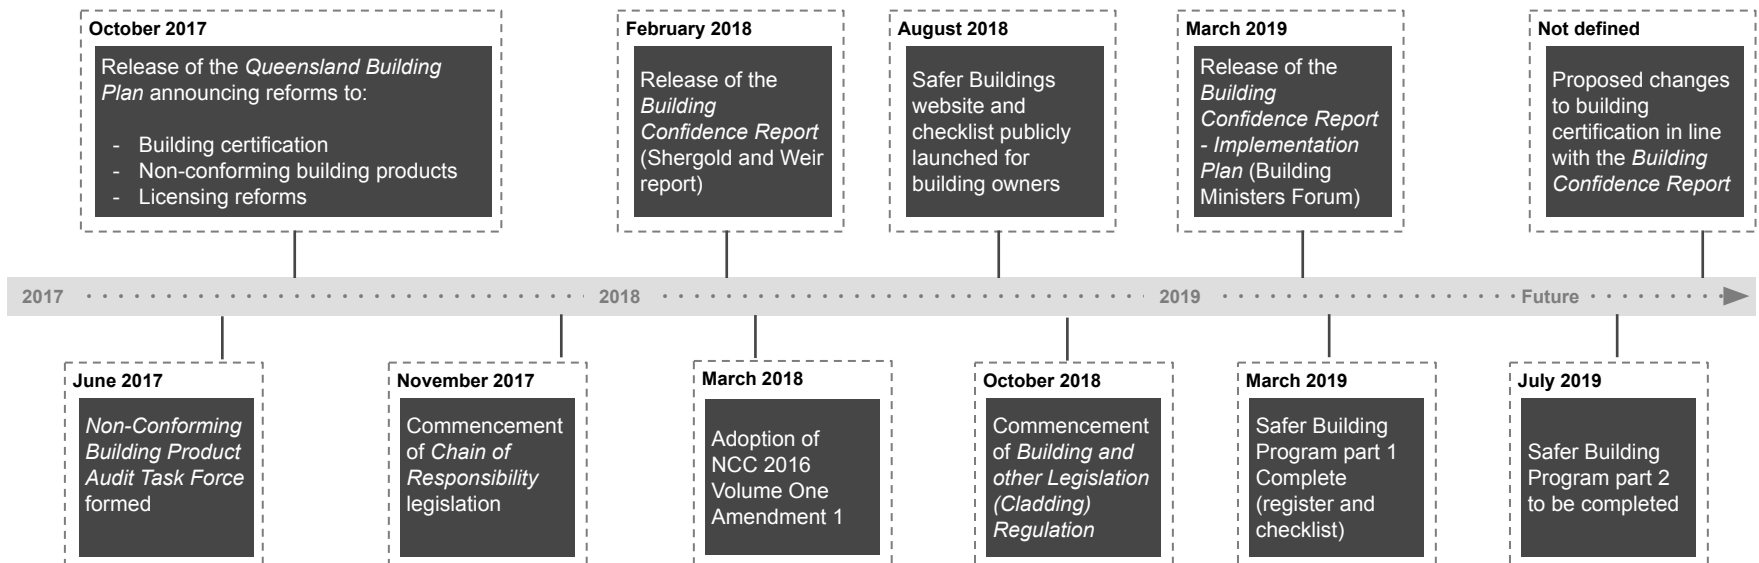 October 2017
Release of the Queensland Building
Plan announcing reforms to:
- Building certification
- Non-conforming building products
- Licensing reforms
February 2018
Release of the
Building
Confidence Report
(Shergold and Weir
report)
August 2018
Safer Buildings
website and
checklist publicly
launched for
building owners
March 2019
Release of the
Building
Confidence Report
- Implementation
Plan (Building
Ministers Forum)
Not defined
Proposed changes
to building
certification in line
with the Building
Confidence Report
2017
2018
2019
Future
June 2017
Non-Conforming
Building Product
Audit Task Force
formed
November 2017
Commencement
of Chain of
Responsibility
legislation
March 2018
Adoption of
NCC 2016
Volume One
Amendment 1
October 2018
Commencement
of Building and
other Legislation
(Cladding)
Regulation
March 2019
Safer Building
Program part 1
Complete
(register and
checklist)
July 2019
Safer Building
Program part 2
to be completed